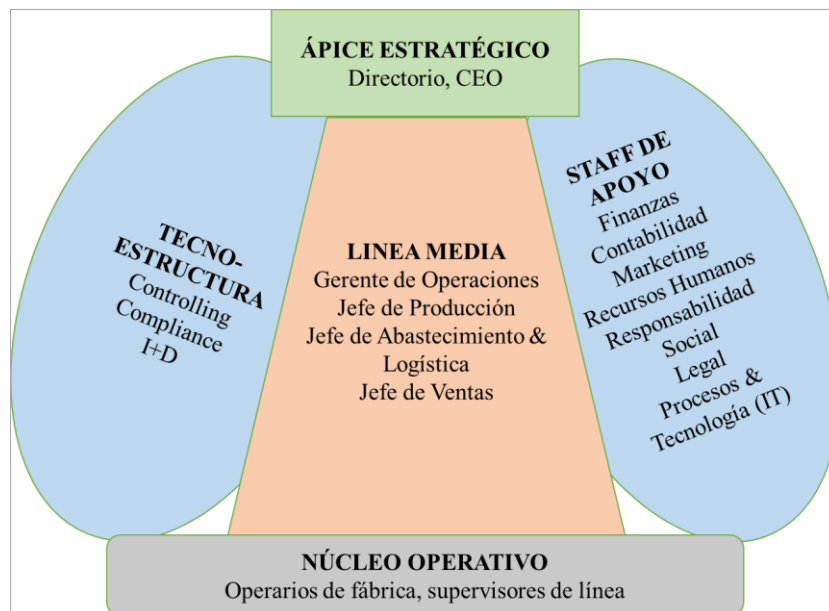 ÁPICE ESTRATÉGICO
Directorio, CEO
TECNO-
ESTRUCTURA
Controlling
Compliance
I+D
LINEA MEDIA
Gerente de Operaciones
Jefe de Producción
Jefe de Abastecimiento &
Logística
Jefe de Ventas
STAFF DE
APOYO
Finanzas
Contabilidad
Marketing
Recursos Humanos
Responsabilidad
Social
Legal
Procesos &
Tecnología (IT)
NÚCLEO OPERATIVO
Operarios de fábrica, supervisores de línea